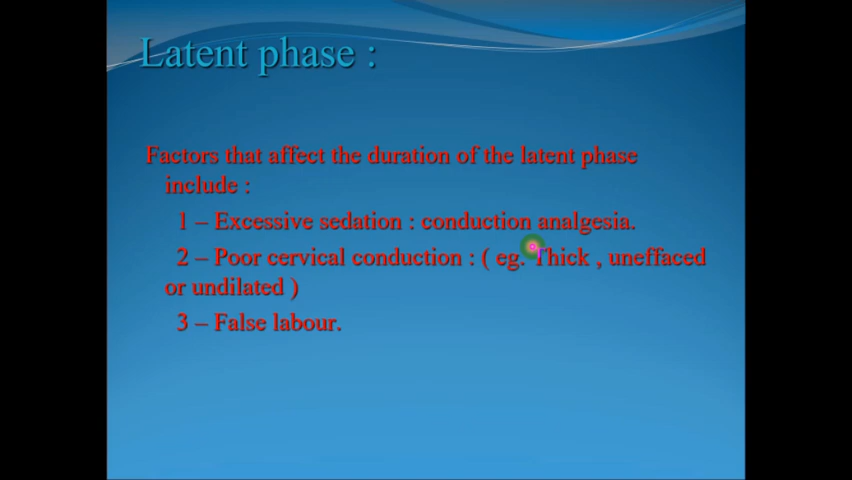 Latent phase :
Factors that affect the duration of the latent phase
include :
1 – Excessive sedation : conduction analgesia.
2 – Poor cervical conduction : ( eg. Thick , uneffaced
or undilated )
3 – False labour.